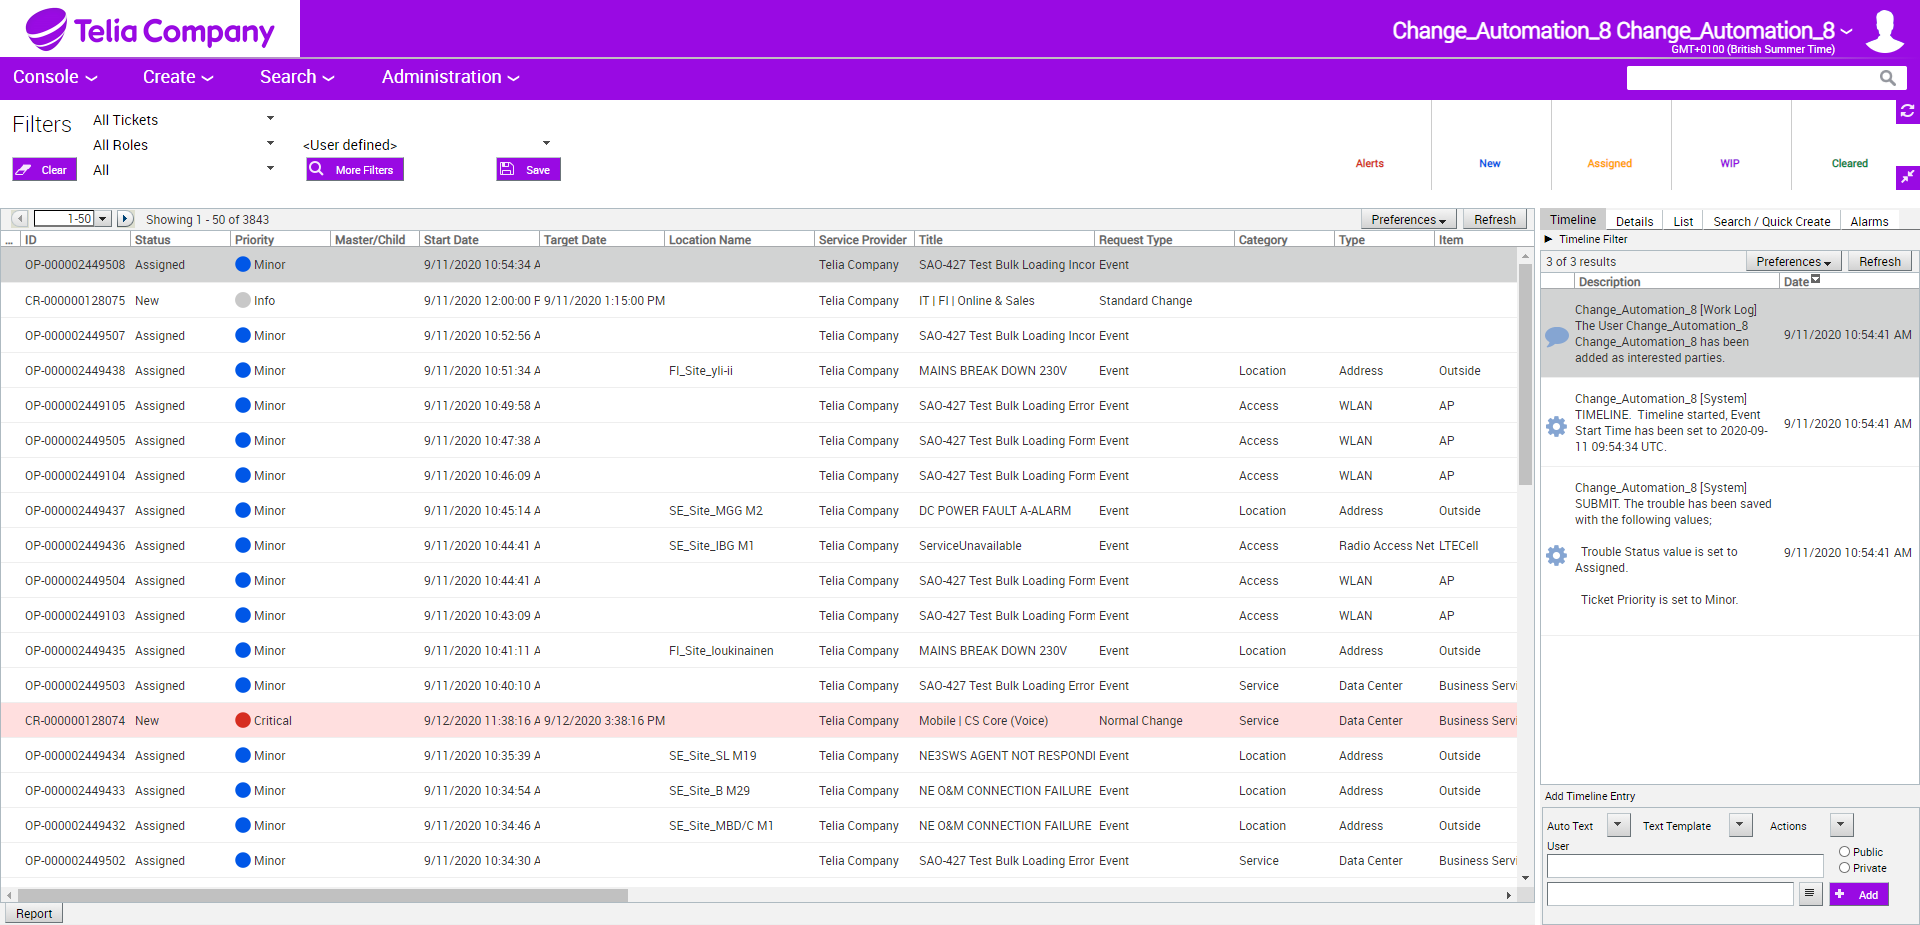 Telia Company
Change_Automation_8 Change_Automation_8
GMT+0100 (British Summer Time)
Console Create Search Administration
Filters All Tickets
All Roles <User defined>
Clear All More Filters Save
Alerts New Assigned WIP Cleared
1-50 Showing 1 - 50 of 3843 Preferences Refresh
... ID Status Priority Master/Child Start Date Target Date Location Name Service Provider Title Request Type Category Type Item
OP-000002449508 Assigned Minor 9/11/2020 10:54:34 A Telia Company SAO-427 Test Bulk Loading Incor Event
CR-000000128075 New Info 9/11/2020 12:00:00 F 9/11/2020 1:15:00 PM Telia Company IT | FI | Online & Sales Standard Change
OP-000002449507 Assigned Minor 9/11/2020 10:52:56 A Telia Company SAO-427 Test Bulk Loading Incor Event
OP-000002449438 Assigned Minor 9/11/2020 10:51:34 A FI_Site_yli-ii Telia Company MAINS BREAK DOWN 230V Event Location Address Outside
OP-000002449105 Assigned Minor 9/11/2020 10:49:58 A Telia Company SAO-427 Test Bulk Loading Error Event Access WLAN AP
OP-000002449505 Assigned Minor 9/11/2020 10:47:38 A Telia Company SAO-427 Test Bulk Loading Form Event Access WLAN AP
OP-000002449104 Assigned Minor 9/11/2020 10:46:09 A Telia Company SAO-427 Test Bulk Loading Form Event Access WLAN AP
OP-000002449437 Assigned Minor 9/11/2020 10:45:14 A SE_Site_MGG M2 Telia Company DC POWER FAULT A-ALARM Event Location Address Outside
OP-000002449436 Assigned Minor 9/11/2020 10:44:41 A SE_Site_IBG M1 Telia Company ServiceUnavailable Event Access Radio Access Net LTECell
OP-000002449504 Assigned Minor 9/11/2020 10:44:41 A Telia Company SAO-427 Test Bulk Loading Form Event Access WLAN AP
OP-000002449103 Assigned Minor 9/11/2020 10:43:09 A Telia Company SAO-427 Test Bulk Loading Form Event Access WLAN AP
OP-000002449435 Assigned Minor 9/11/2020 10:41:11 A FI_Site_loukinainen Telia Company MAINS BREAK DOWN 230V Event Location Address Outside
OP-000002449503 Assigned Minor 9/11/2020 10:40:10 A Telia Company SAO-427 Test Bulk Loading Error Event Service Data Center Business Servi
CR-000000128074 New Critical 9/12/2020 11:38:16 A 9/12/2020 3:38:16 PM Telia Company Mobile | CS Core (Voice) Normal Change Service Data Center Business Servi
OP-000002449434 Assigned Minor 9/11/2020 10:35:39 A SE_Site_SL M19 Telia Company NE3SWS AGENT NOT RESPONDI Event Location Address Outside
OP-000002449433 Assigned Minor 9/11/2020 10:34:54 A SE_Site_B M29 Telia Company NE O&M CONNECTION FAILURE Event Location Address Outside
OP-000002449432 Assigned Minor 9/11/2020 10:34:46 A SE_Site_MBD/C M1 Telia Company NE O&M CONNECTION FAILURE Event Location Address Outside
OP-000002449502 Assigned Minor 9/11/2020 10:34:30 A Telia Company SAO-427 Test Bulk Loading Error Event Service Data Center Business Servi
Report
Timeline Details List Search / Quick Create Alarms
Timeline Filter
3 of 3 results Preferences Refresh
Description Date
Change_Automation_8 [Work Log]
The User Change_Automation_8
Change_Automation_8 has been
added as interested parties.
9/11/2020 10:54:41 AM
Change_Automation_8 [System]
TIMELINE. Timeline started, Event
Start Time has been set to 2020-09-
11 09:54:34 UTC.
9/11/2020 10:54:41 AM
Change_Automation_8 [System]
SUBMIT. The trouble has been saved
with the following values;
Trouble Status value is set to
Assigned.
Ticket Priority is set to Minor.
9/11/2020 10:54:41 AM
Add Timeline Entry
Auto Text Text Template Actions
User
Public
Private
Add